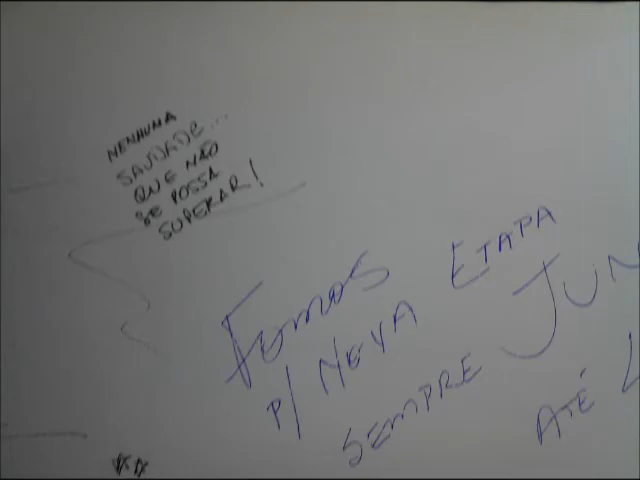 NENHUMA
SAUDADE...
QUE NÃO
SE POSSA
SUPERAR!
FOMOS
P/ NOVA ETAPA
SEMPRE JUN
ATÉ L